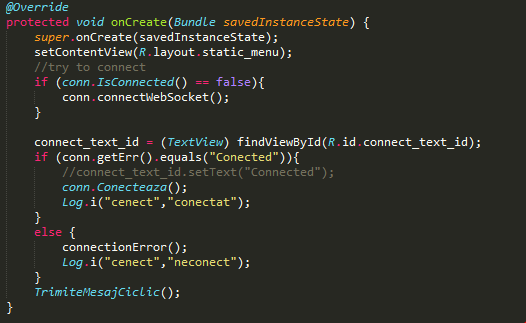 @Override
protected void onCreate(Bundle savedInstanceState) {
    super.onCreate(savedInstanceState);
    setContentView(R.layout.static_menu);
    //try to connect
    if (conn.IsConnected() == false){
        conn.connectWebSocket();
    }

    connect_text_id = (TextView) findViewById(R.id.connect_text_id);
    if (conn.getErr().equals("Conected")){
        //connect_text_id.setText("Connected");
        conn.Conecteaza();
        Log.i("cenect","conectat");
    }
    else {
        connectionError();
        Log.i("cenect","neconect");
    }
    TrimiteMesajCiclic();
}